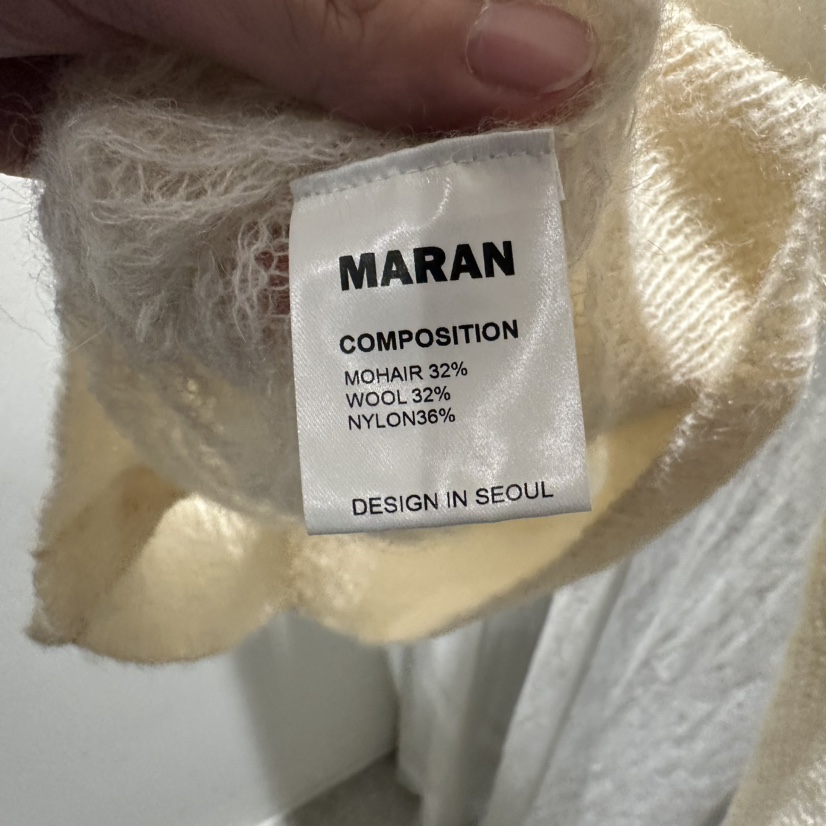 MARAN
COMPOSITION
MOHAIR 32%
WOOL 32%
NYLON36%
DESIGN IN SEOUL